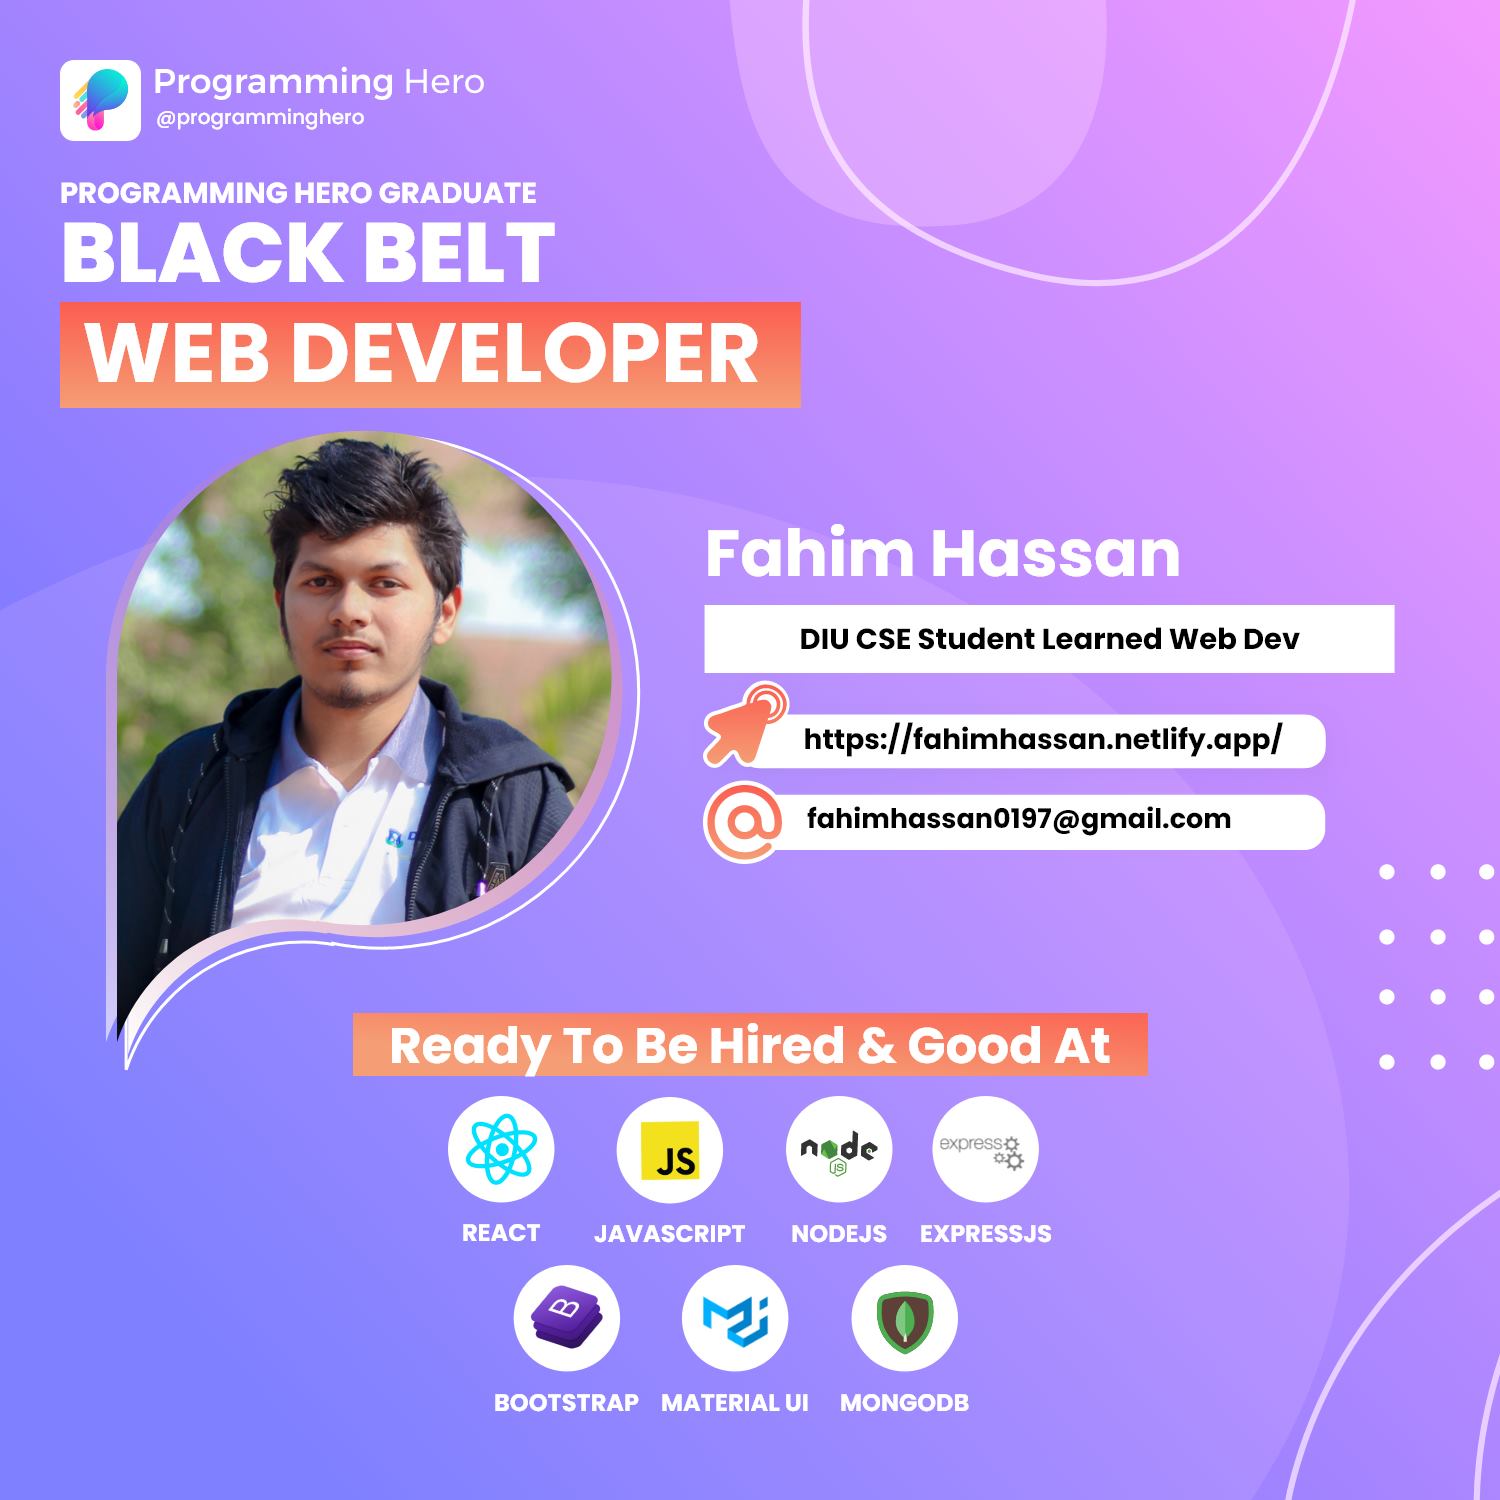 Programming Hero
@programminghero
PROGRAMMING HERO GRADUATE
BLACK BELT
WEB DEVELOPER
Fahim Hassan
DIU CSE Student Learned Web Dev
https://fahimhassan.netlify.app/
fahimhassan0197@gmail.com
Ready To Be Hired & Good At
JS
node
JS
express
REACT
JAVASCRIPT
NODEJS
EXPRESSJS
B
BOOTSTRAP
MATERIAL UI
MONGODB